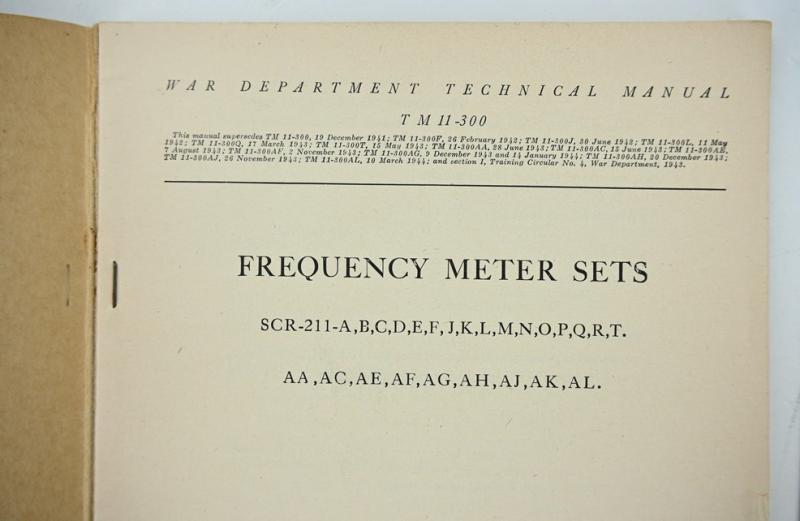 WAR DEPARTMENT TECHNICAL MANUAL
TM 11-300
This manual supersedes TM 11-300, 19 December 1941; TM 11-300F, 26 February 1942; TM 11-300J, 30 June 1942; TM 11-300L, 11 May
1942; TM 11-300Q, 17 March 1943; TM 11-300T, 15 May 1943; TM 11-300AA, 28 June 1943; TM 11-300AC, 15 June 1943; TM 11-300AE,
7 August 1943; TM 11-300AF, 2 November 1943; TM 11-300AG, 9 December 1943 and 14 January 1944; TM 11-300AH, 20 December 1943;
TM 11-300AJ, 26 November 1943; TM 11-300AL, 10 March 1944; and section I, Training Circular No. 4, War Department, 1943.
FREQUENCY METER SETS
SCR-211-A,B,C,D,E,F,J,K,L,M,N,O,P,Q,R,T.
AA,AC,AE,AF,AG,AH,AJ,AK,AL.